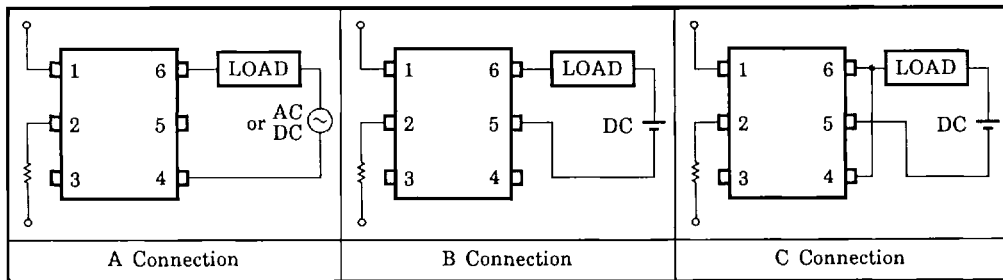 1 6 LOAD
2 5 or AC DC
3 4
A Connection
1 6 LOAD
2 5 DC
3 4
B Connection
1 6 LOAD
2 5 DC
3 4
C Connection